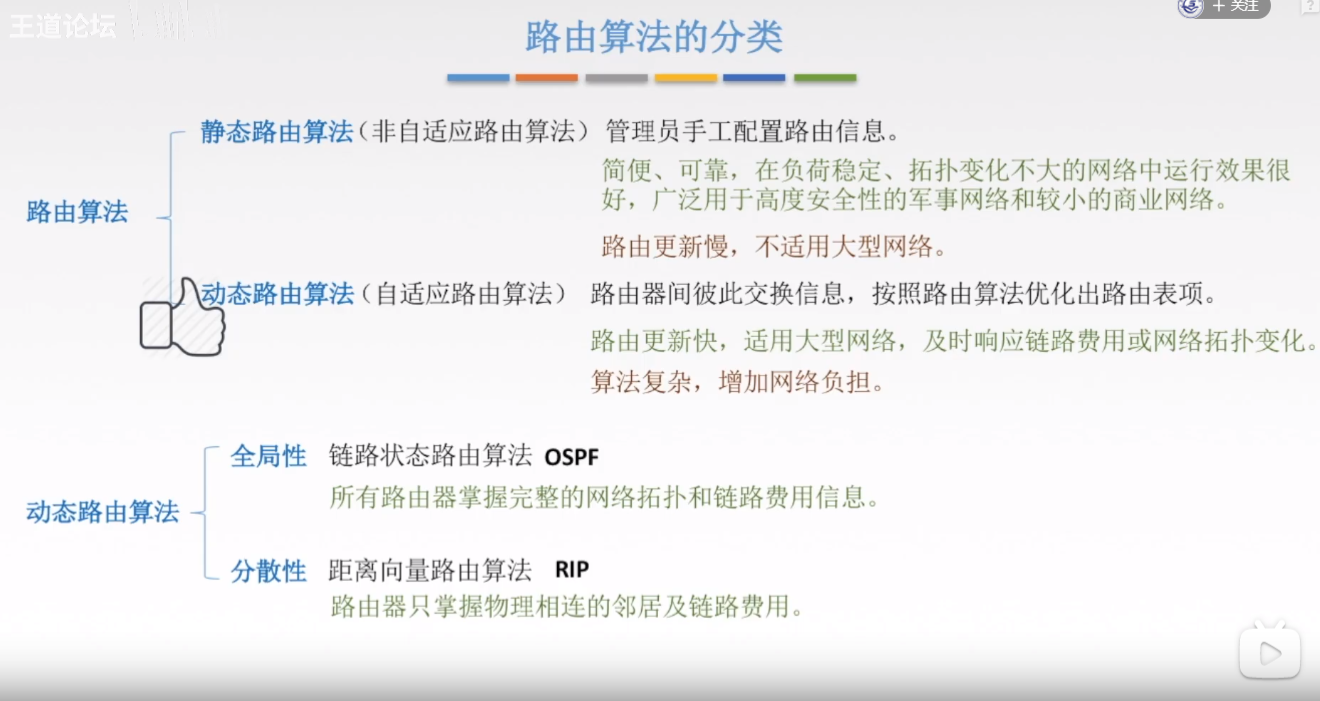 王道论坛
+ 关注
?
路由算法的分类
静态路由算法(非自适应路由算法) 管理员手工配置路由信息。
简便、可靠，在负荷稳定、拓扑变化不大的网络中运行效果很
好，广泛用于高度安全性的军事网络和较小的商业网络。
路由算法
路由更新慢，不适用大型网络。
动态路由算法(自适应路由算法) 路由器间彼此交换信息，按照路由算法优化出路由表项。
路由更新快，适用大型网络，及时响应链路费用或网络拓扑变化。
算法复杂，增加网络负担。
动态路由算法
全局性 链路状态路由算法 OSPF
所有路由器掌握完整的网络拓扑和链路费用信息。
分散性 距离向量路由算法 RIP
路由器只掌握物理相连的邻居及链路费用。